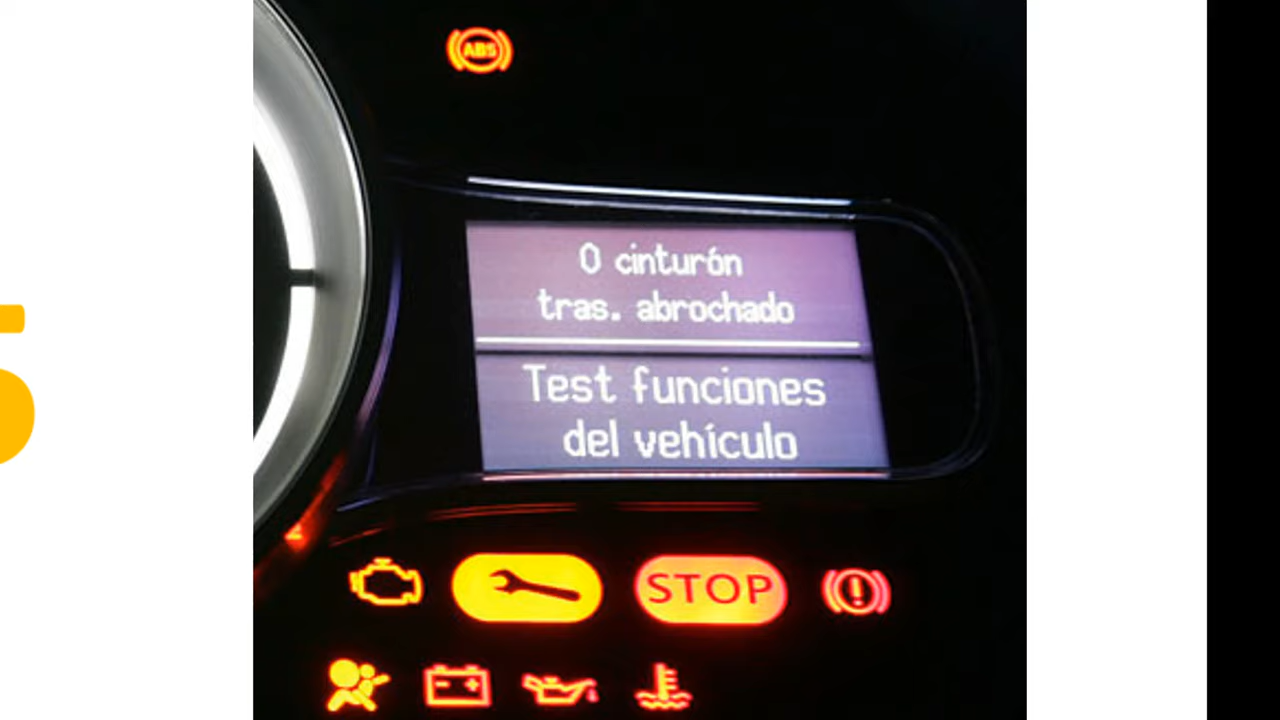 ABS
0 cinturón
tras. abrochado
Test funciones
del vehículo
STOP